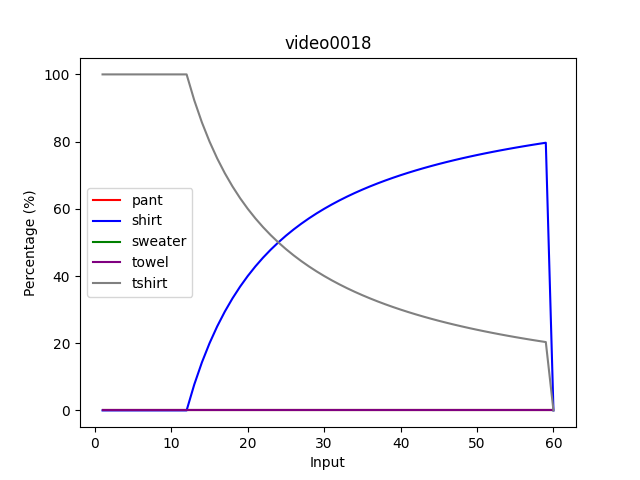 video0018
100
80
60
40
20
0
Percentage (%)
pant
shirt
sweater
towel
tshirt
0 10 20 30 40 50 60
Input